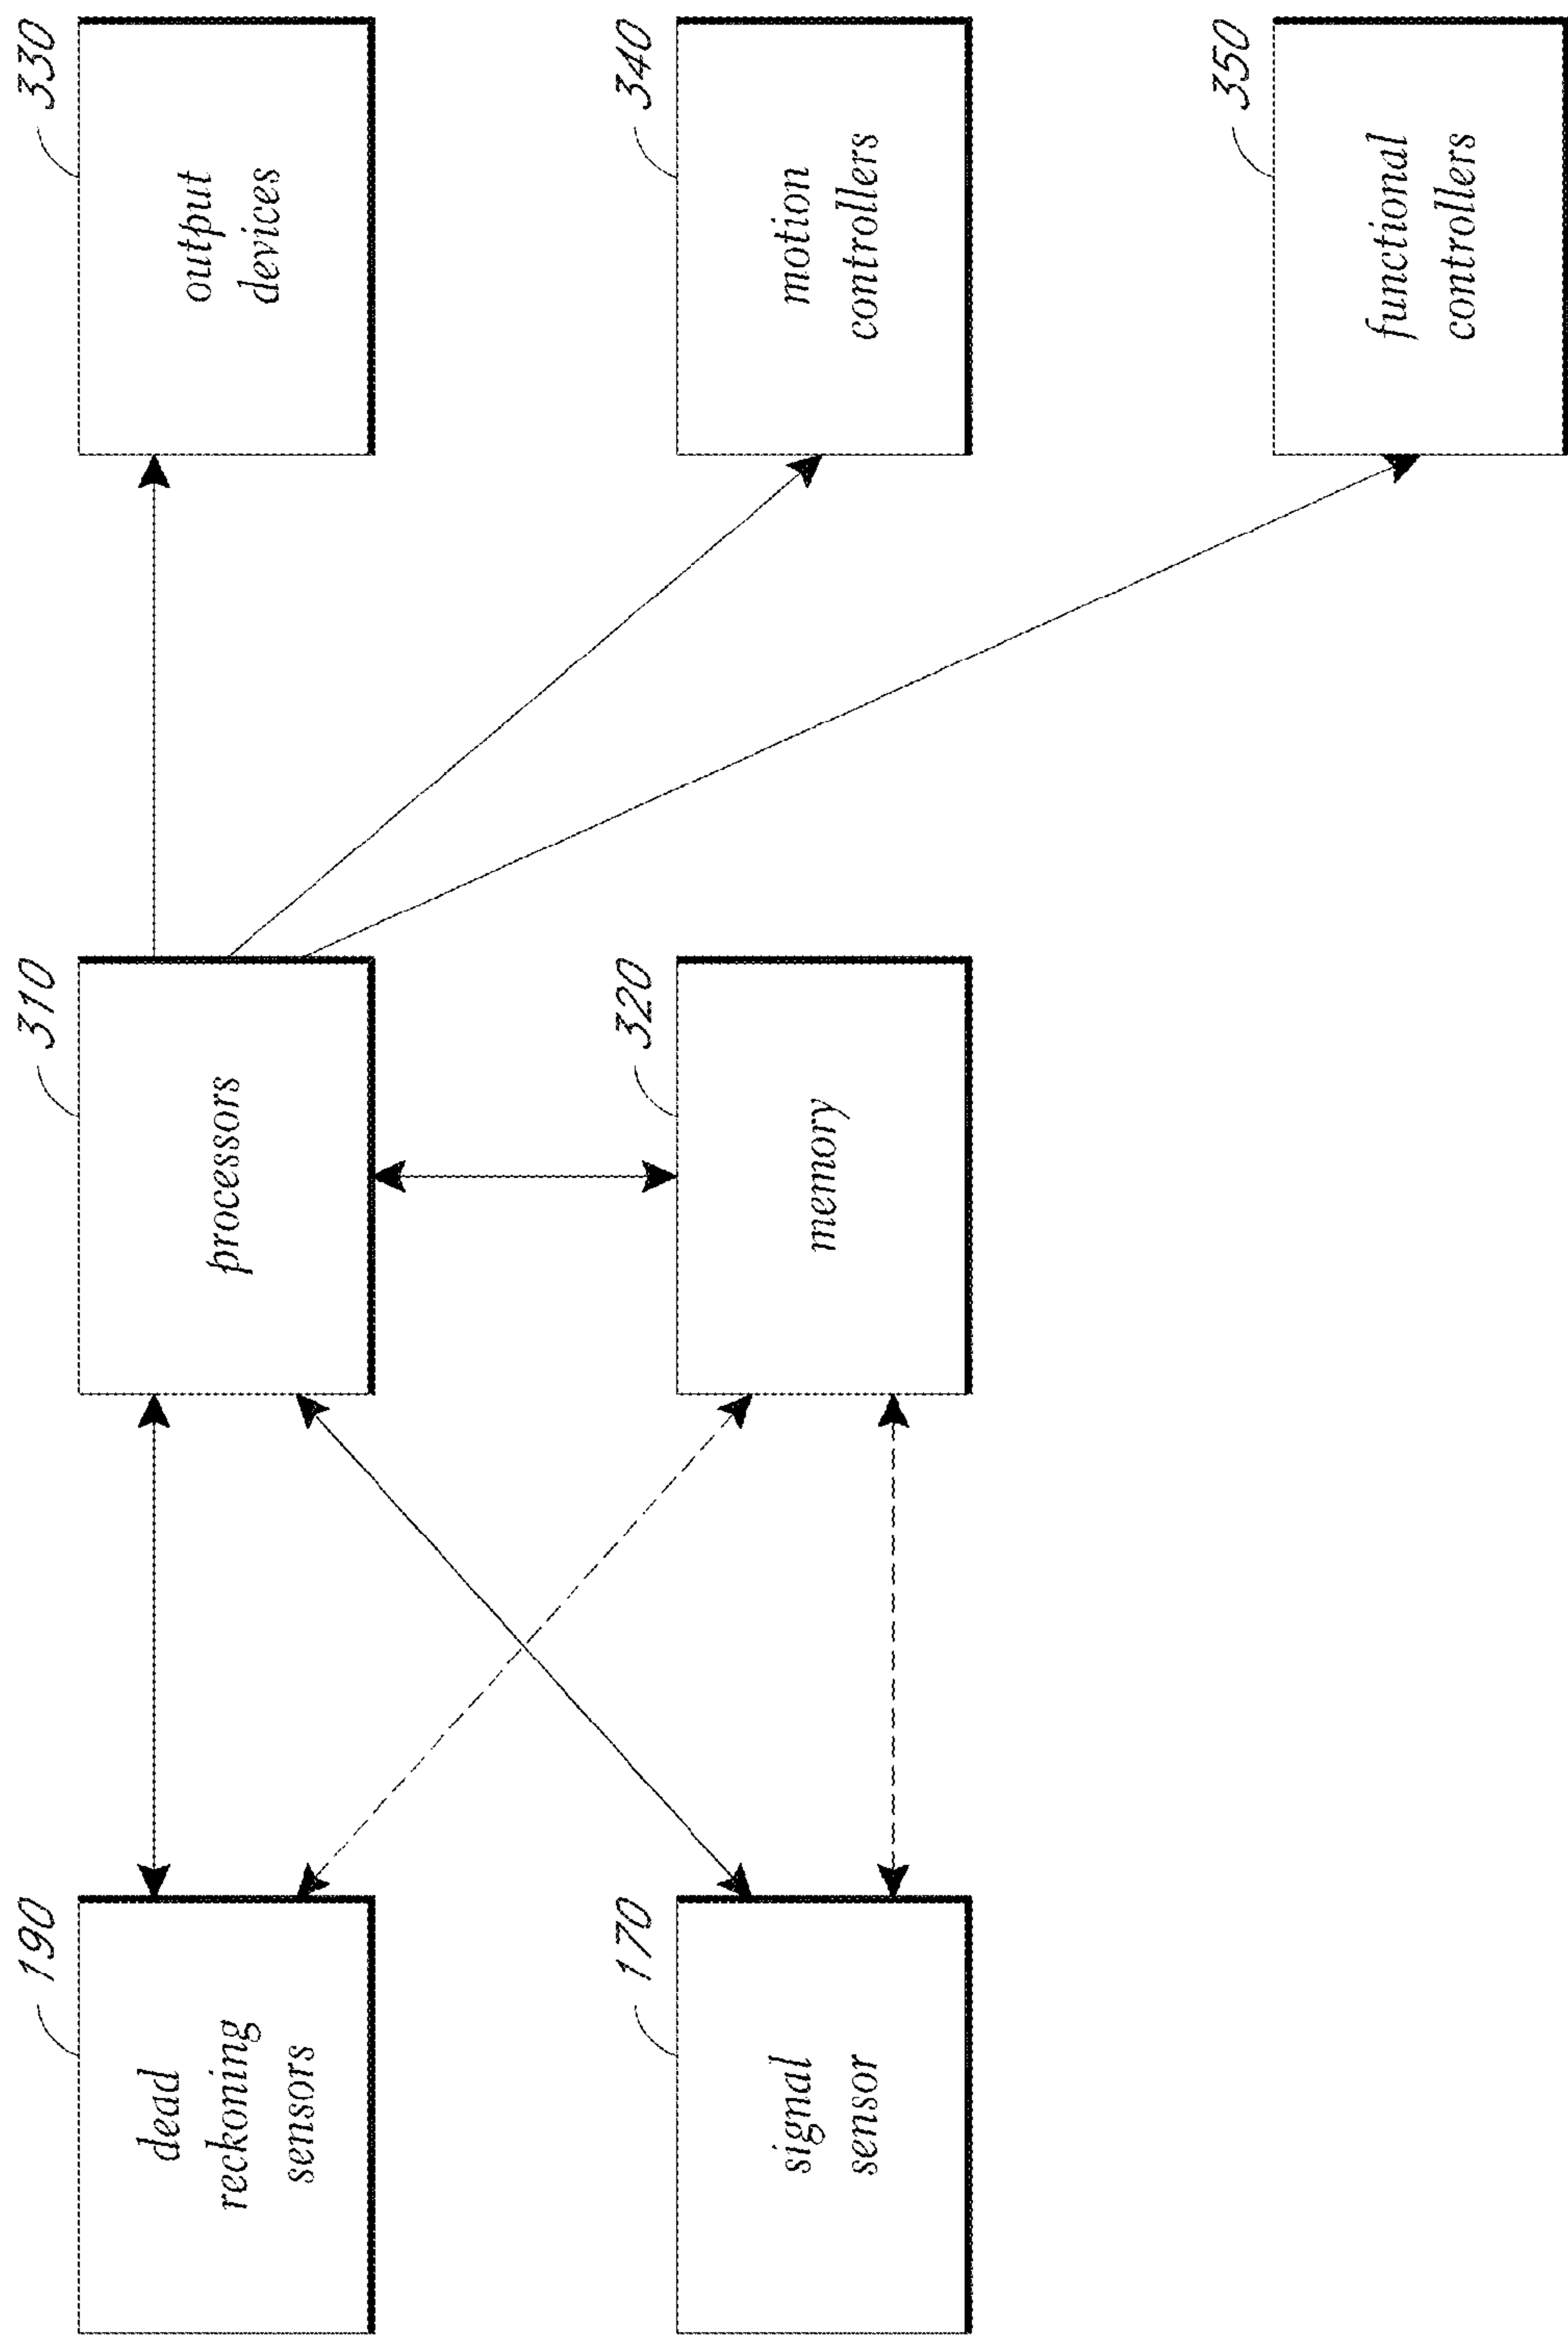 190
dead
reckoning
sensors
310
processors
330
output
devices
170
signal
sensor
320
memory
340
motion
controllers
350
functional
controllers